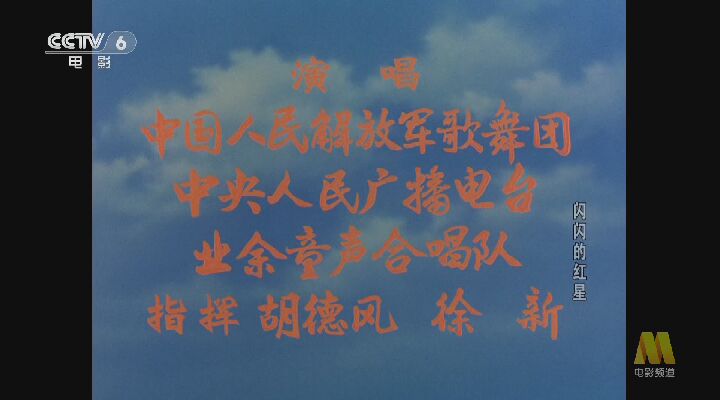 CCTV 6
电影
演 唱
中国人民解放军歌舞团
中央人民广播电台
业余童声合唱队
指挥 胡德风 徐 新
闪闪的红星
电影频道